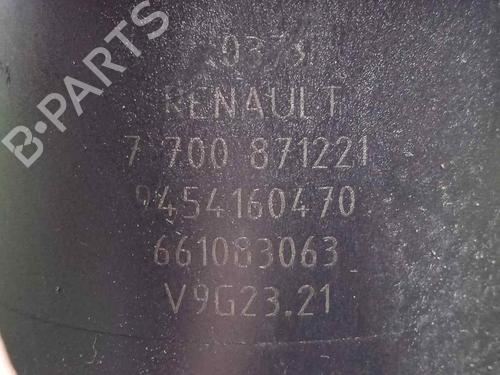 RENAULT
7 700 871221
9454160470
661083063
V9G23.21
B-PARTS